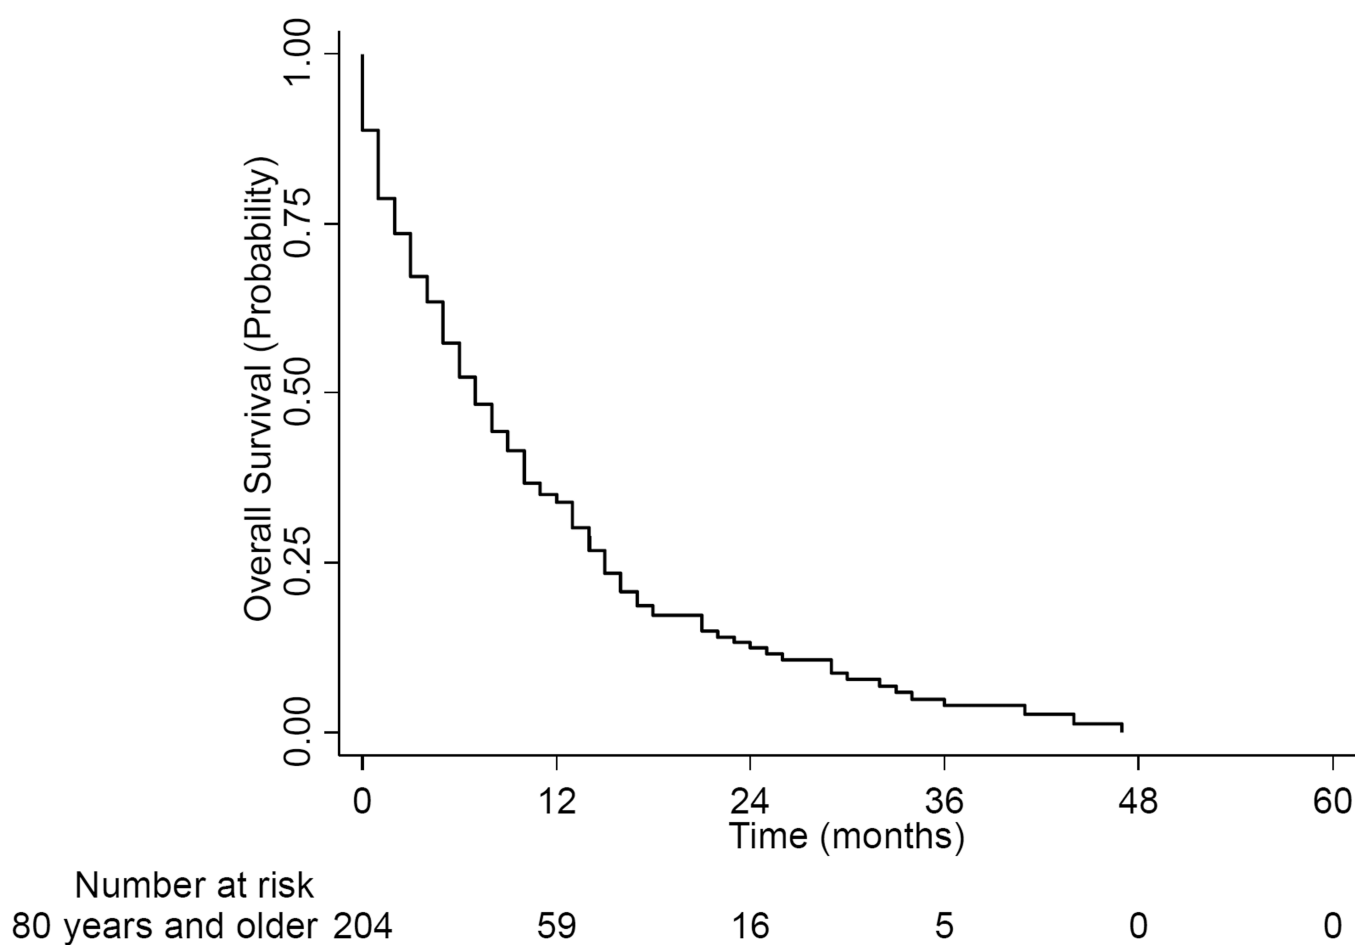 Overall Survival (Probability)
1.00
0.75
0.50
0.25
0.00
0 12 24 36 48 60
Time (months)
Number at risk
80 years and older 204 59 16 5 0 0